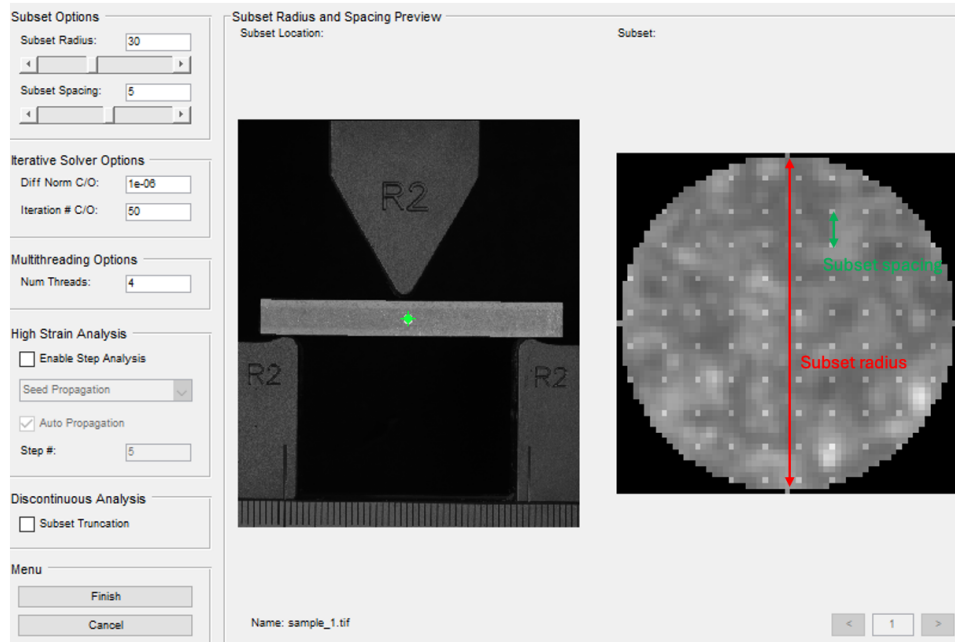 Subset Options
Subset Radius:
30
Subset Spacing:
5
Iterative Solver Options
Diff Norm C/O:
1e-06
Iteration # C/O:
50
Multithreading Options
Num Threads:
4
High Strain Analysis
Enable Step Analysis
Seed Propagation
Auto Propagation
Step #:
5
Discontinuous Analysis
Subset Truncation
Menu
Finish
Cancel
Subset Radius and Spacing Preview
Subset Location:
R2
R2
R2
Subset:
Subset spacing
Subset radius
Name: sample_1.tif
<
1
>